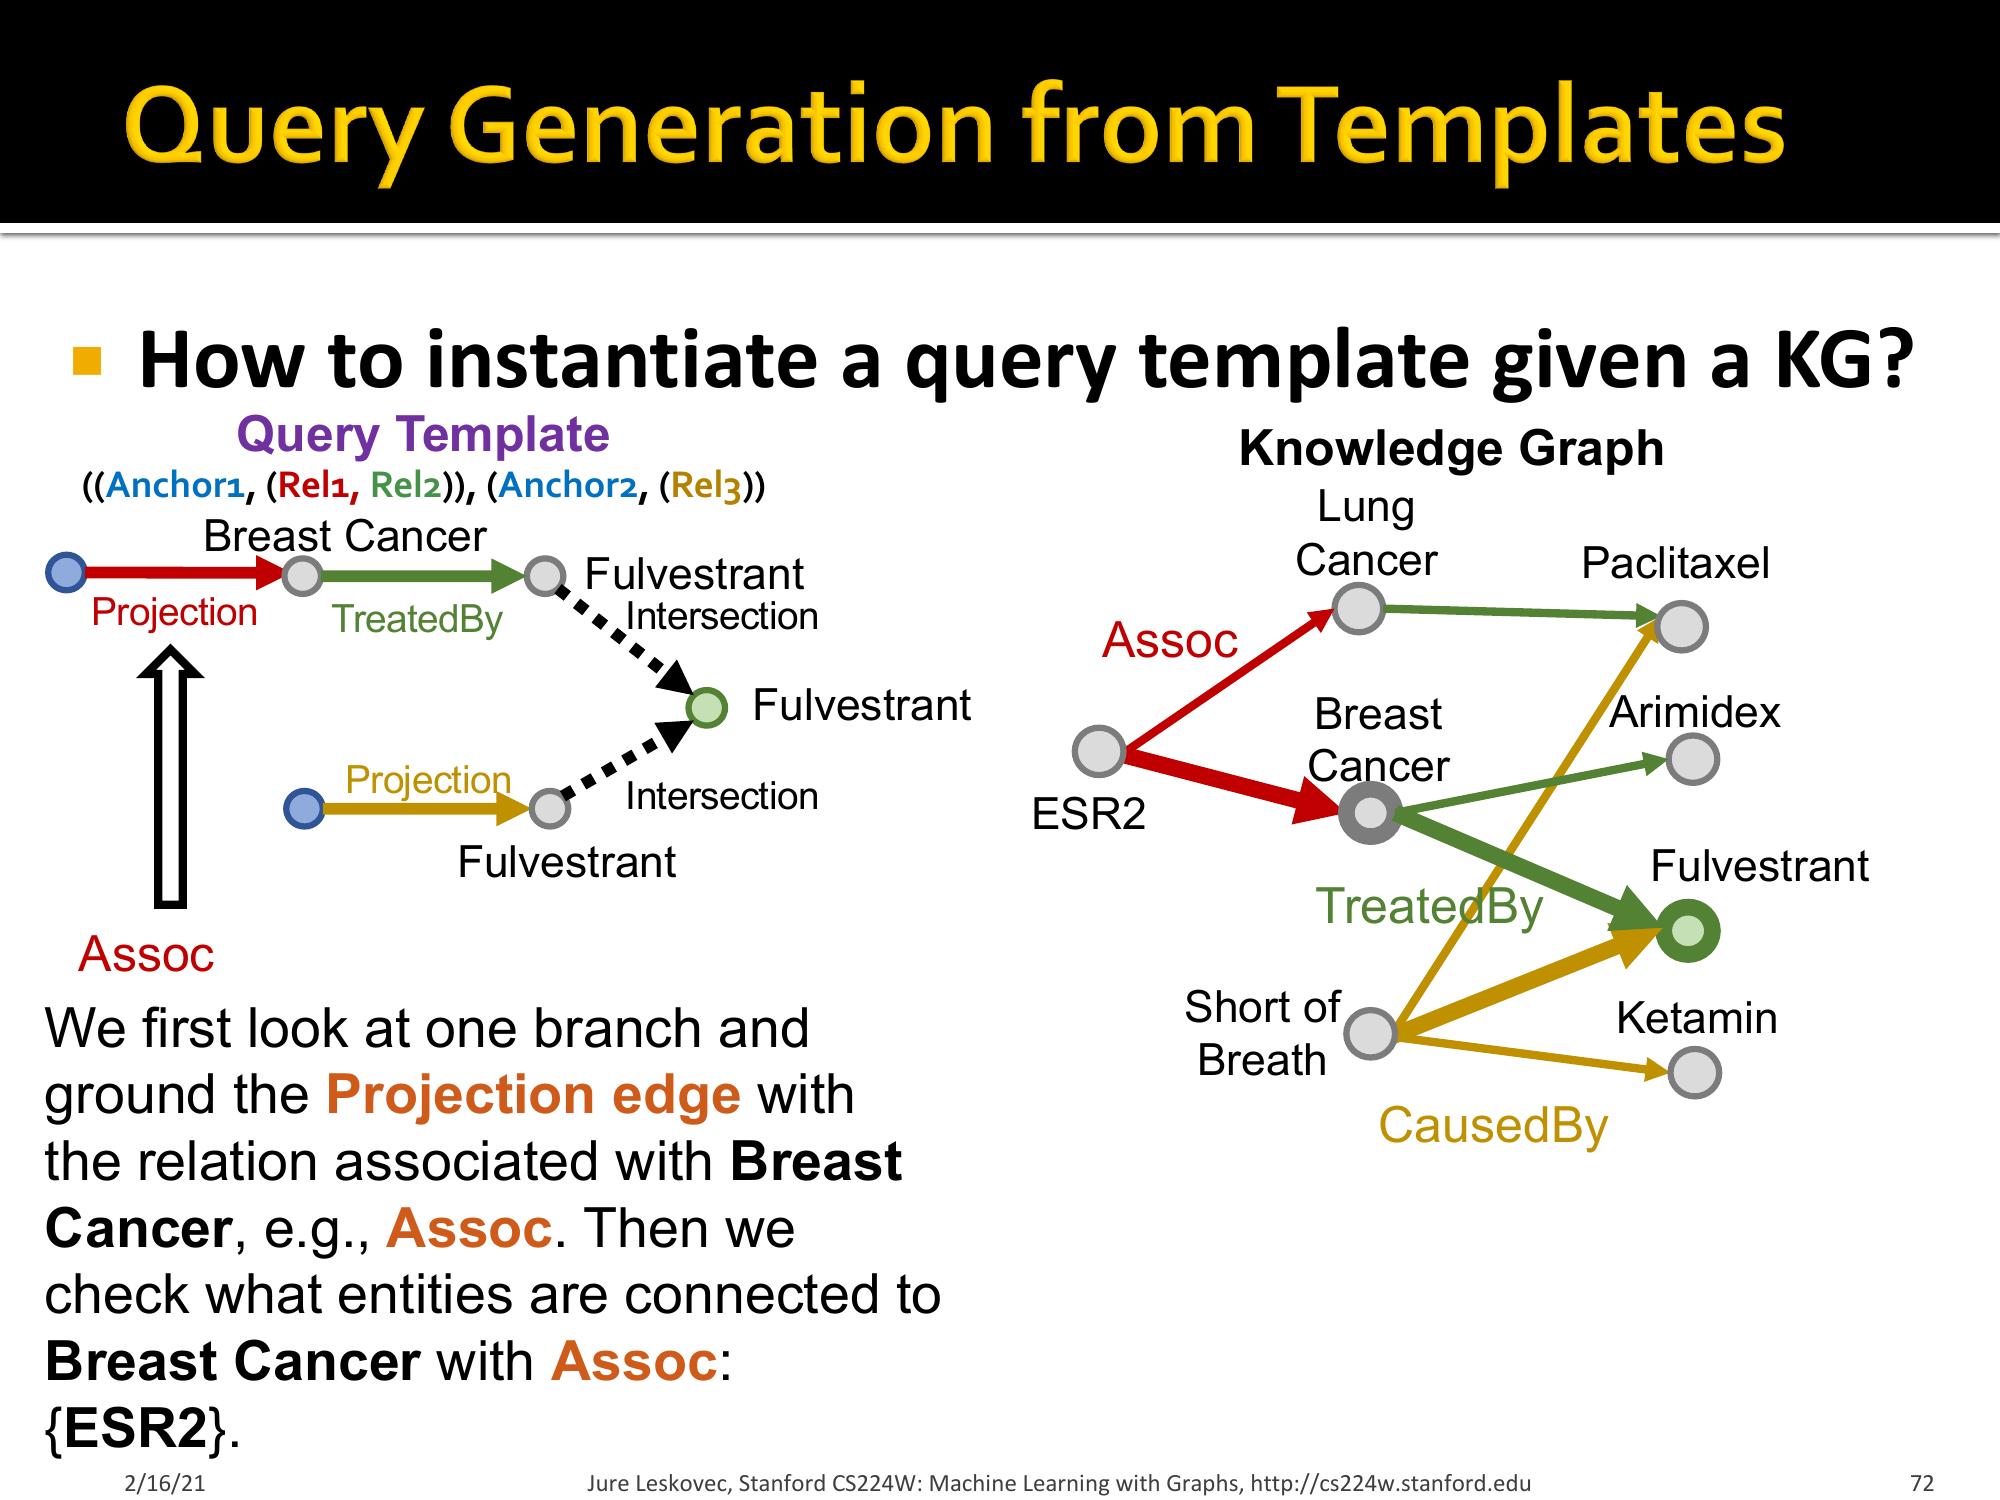 Query Generation from Templates
How to instantiate a query template given a KG?
Query Template
((Anchor1, (Rel1, Rel2)), (Anchor2, (Rel3))
Breast Cancer
Fulvestrant
Projection
TreatedBy
Intersection
Fulvestrant
Projection
Intersection
Fulvestrant
Assoc
We first look at one branch and
ground the Projection edge with
the relation associated with Breast
Cancer, e.g., Assoc. Then we
check what entities are connected to
Breast Cancer with Assoc:
{ESR2}.
Knowledge Graph
Lung
Cancer
Paclitaxel
Assoc
Breast
Cancer
Arimidex
ESR2
Fulvestrant
TreatedBy
Short of
Breath
Ketamin
CausedBy
2/16/21
Jure Leskovec, Stanford CS224W: Machine Learning with Graphs, http://cs224w.stanford.edu
72